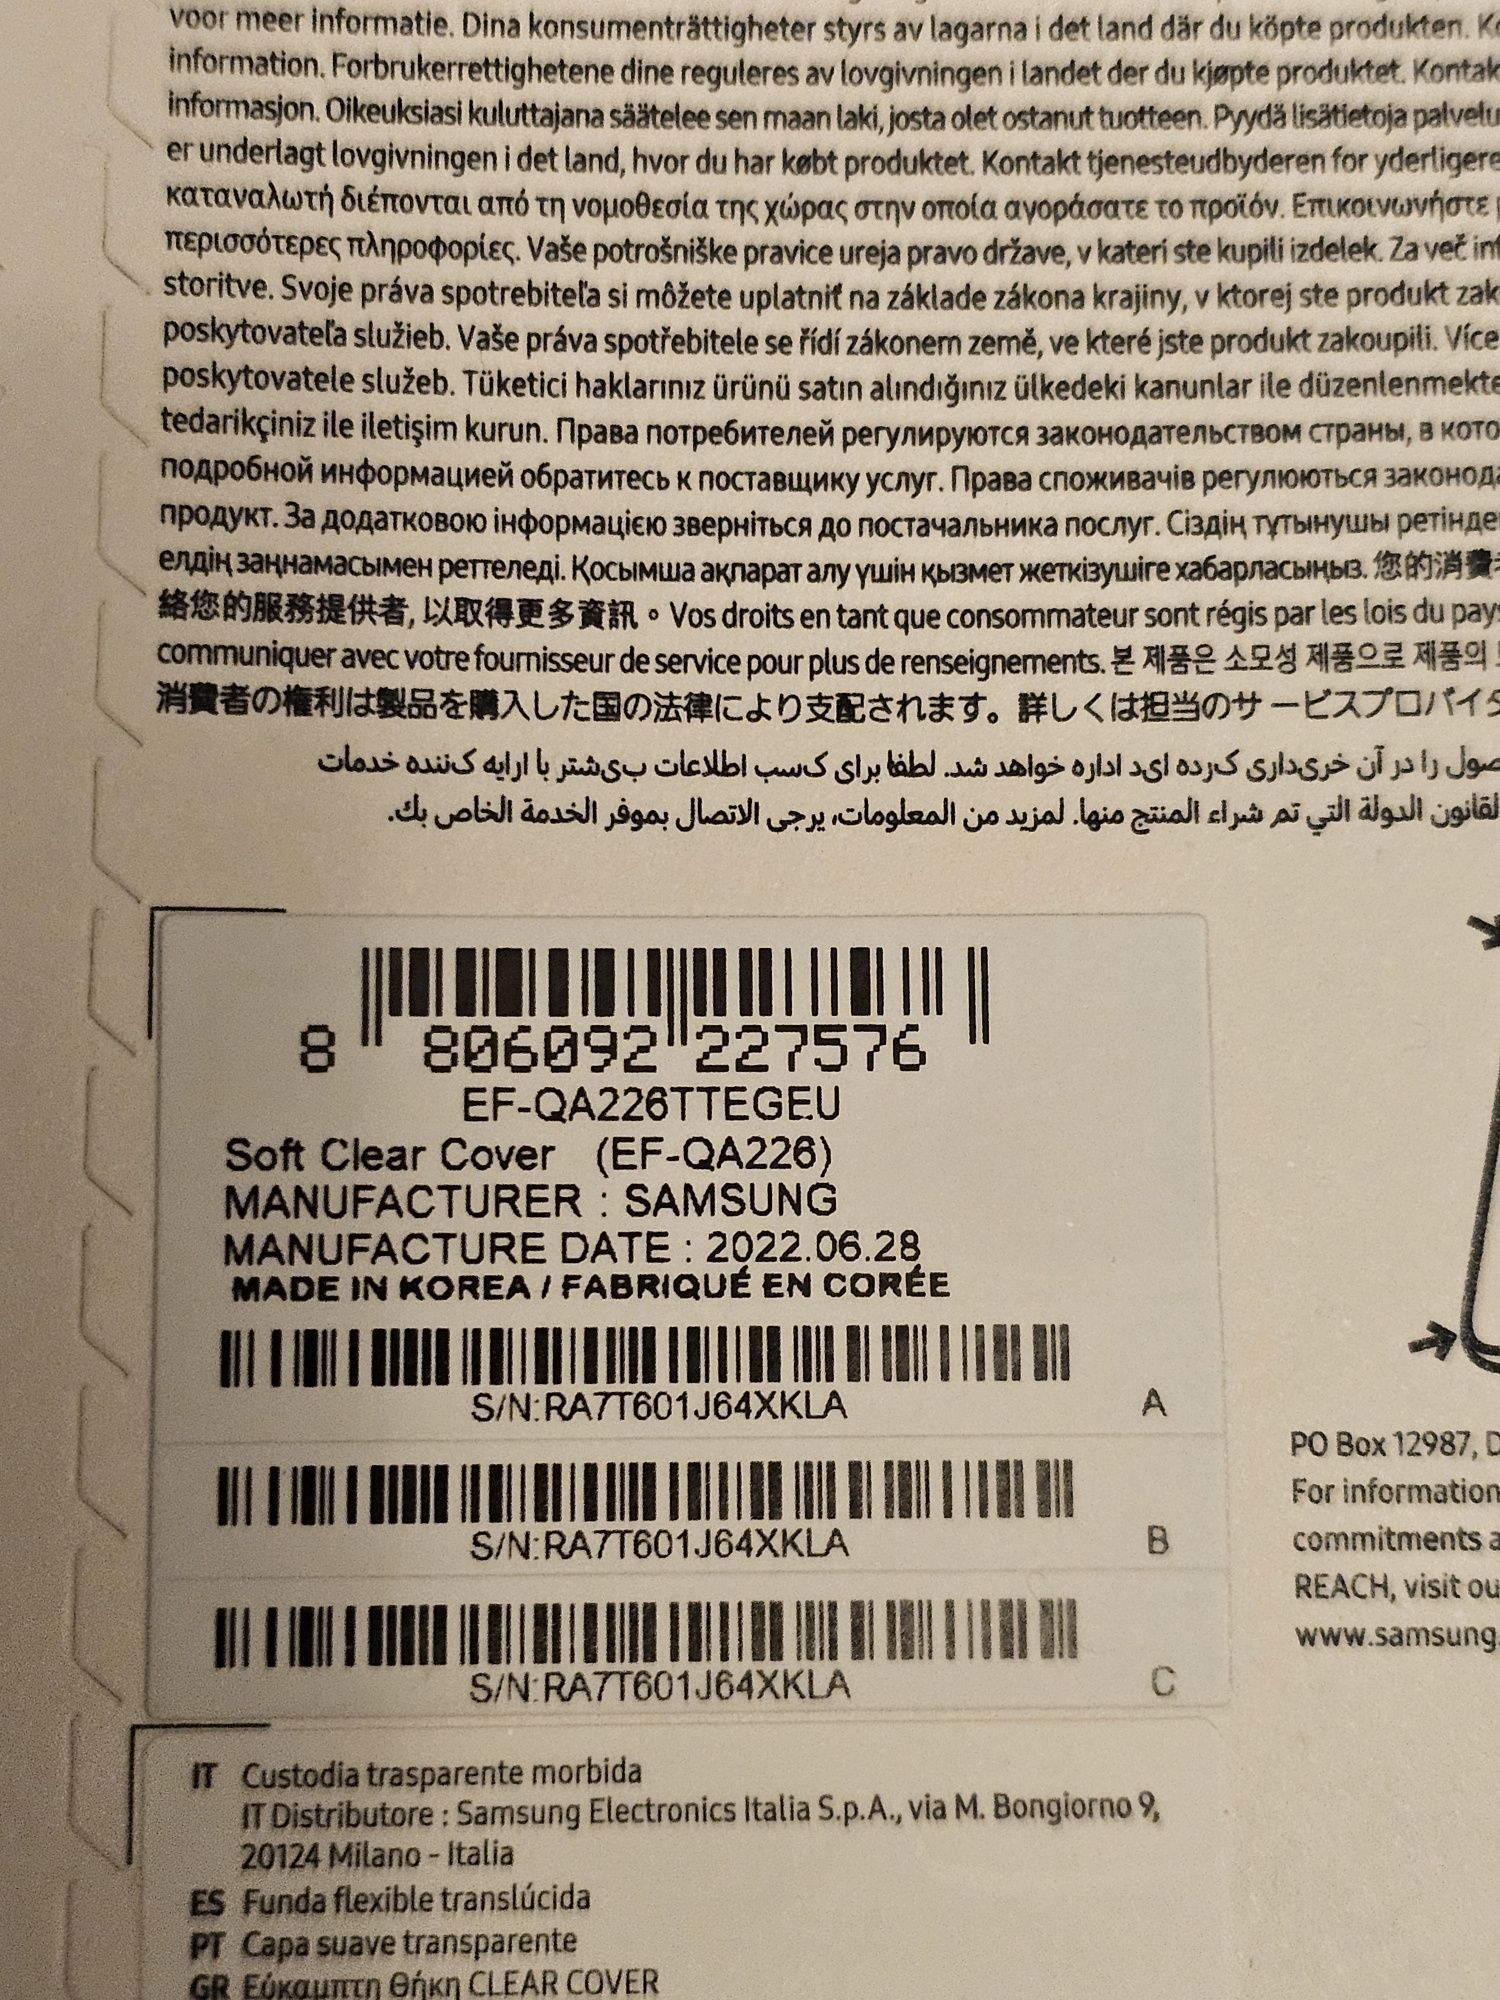 voor meer informatie. Dina konsumenträttigheter styrs av lagarna i det land där du köpte produkten.
information. Forbrukerrettighetene dine reguleres av lovgivningen i landet der du kjøpte produktet. Kontak
informasjon. Oikeuksiasi kuluttajana säätelee sen maan laki, josta olet ostanut tuotteen. Pyydä lisätietoja palvelu
er underlagt lovgivningen i det land, hvor du har købt produktet. Kontakt tjenesteudbyderen for yderligere
καταναλωτή διέπονται από τη νομοθεσία της χώρας στην οποία αγοράσατε το προϊόν. Επικοινωνήστε
περισσότερες πληροφορίες. Vaše potrošniške pravice ureja pravo države, v kateri ste kupili izdelek. Za več inf
storitve. Svoje práva spotrebiteľa si môžete uplatniť na základe zákona krajiny, v ktorej ste produkt zak
poskytovateľa služieb. Vaše práva spotřebitele se řídí zákonem země, ve které jste produkt zakoupili. Více
poskytovatele služeb. Tüketici haklarınız ürünü satın alındığınız ülkedeki kanunlar ile düzenlenmekte
tedarikçiniz ile iletişim kurun. Права потребителей регулируются законодательством страны, в кото
подробной информацией обратитесь к поставщику услуг. Права споживачів регулюються законода
продукт. За додатковою інформацією зверніться до постачальника послуг. Сіздің тұтынушы ретінде
елдің заңнамасымен реттеледі. Қосымша ақпарат алу үшін қызмет жеткізушіге хабарласыңыз. 您的消費者
絡您的服務提供者, 以取得更多資訊。Vos droits en tant que consommateur sont régis par les lois du pays
communiquer avec votre fournisseur de service pour plus de renseignements. 본 제품은 소모성 제품으로 제품의
消費者の権利は製品を購入した国の法律により支配されます。詳しくは担当のサービスプロバイダ
صول را در آن خریداری کرده اید اداره خواهد شد. لطفا برای کسب اطلاعات بیشتر با ارایه کننده خدمات
لقانون الدولة التي تم شراء المنتج منها. لمزيد من المعلومات، يرجى الاتصال بموفر الخدمة الخاص بك.
8 806092 227576
EF-QA226TTEGEU
Soft Clear Cover (EF-QA226)
MANUFACTURER : SAMSUNG
MANUFACTURE DATE : 2022.06.28
MADE IN KOREA / FABRIQUÉ EN CORÉE
S/N:RA7T601J64XKLA A
S/N:RA7T601J64XKLA B
S/N:RA7T601J64XKLA C
PO Box 12987, D
For information
commitments a
REACH, visit ou
www.samsung.
IT Custodia trasparente morbida
IT Distributore : Samsung Electronics Italia S.p.A., via M. Bongiorno 9,
20124 Milano - Italia
ES Funda flexible translúcida
PT Capa suave transparente
GR Εύκαμπτη Θήκη CLEAR COVER